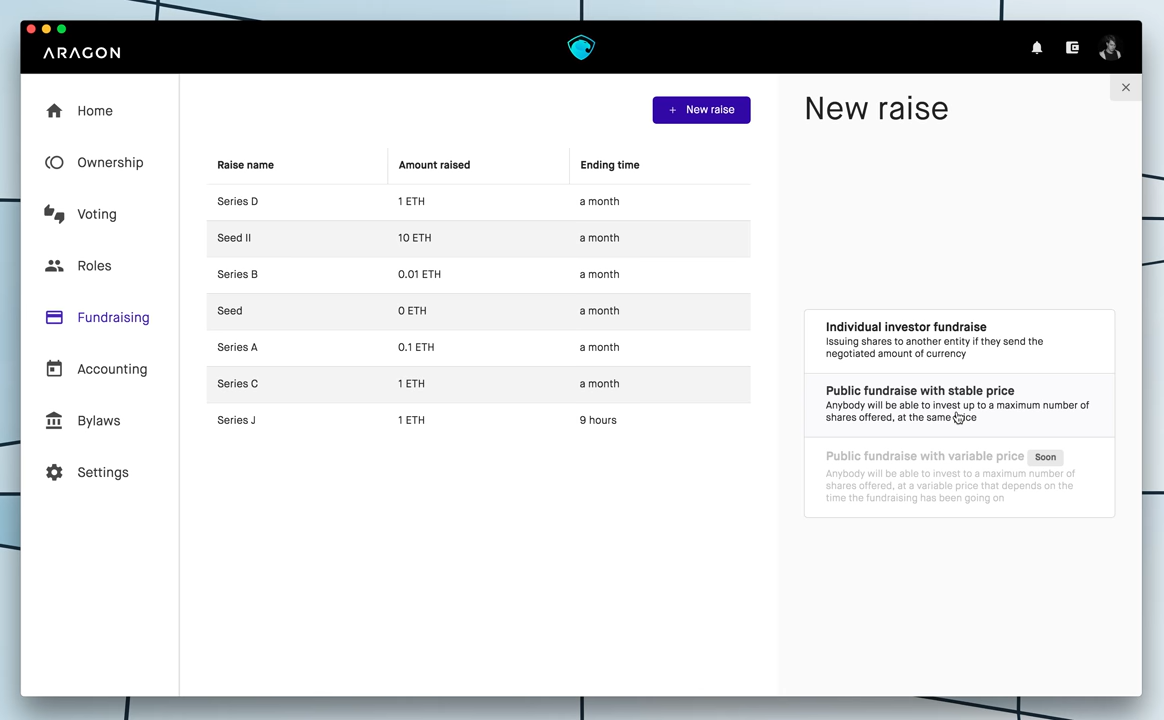 ARAGON
Home
Ownership
Voting
Roles
Fundraising
Accounting
Bylaws
Settings
+ New raise
Raise name Amount raised Ending time
Series D 1 ETH a month
Seed II 10 ETH a month
Series B 0.01 ETH a month
Seed 0 ETH a month
Series A 0.1 ETH a month
Series C 1 ETH a month
Series J 1 ETH 9 hours
New raise
Individual investor fundraise
Issuing shares to another entity if they send the
negotiated amount of currency
Public fundraise with stable price
Anybody will be able to invest up to a maximum number of
shares offered, at the same price
Public fundraise with variable price Soon
Anybody will be able to invest to a maximum number of
shares offered, at a variable price that depends on the
time the fundraising has been going on